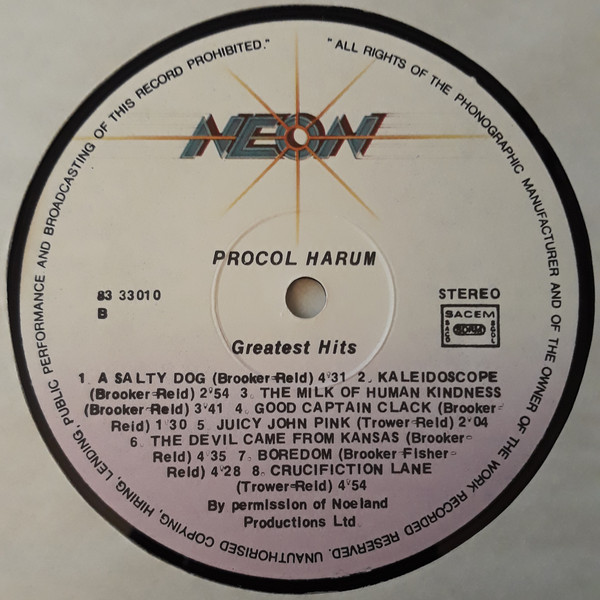 "ALL RIGHTS OF THE PHONOGRAPHIC MANUFACTURER AND OF THE OWNER OF THE WORK RECORDED RESERVED. UNAUTHORISED COPYING, HIRING, LENDING, PUBLIC PERFORMANCE AND BROADCASTING OF THIS RECORD PROHIBITED."
NEON
PROCOL HARUM
83 33010
B
STEREO
SACEM
SACD SDRM SGDL
Greatest Hits
1. A SALTY DOG (Brooker-Reid) 4'31 2. KALEIDOSCOPE
(Brooker-Reid) 2'54 3. THE MILK OF HUMAN KINDNESS
(Brooker-Reid) 3'41 4. GOOD CAPTAIN CLACK (Brooker-
Reid) 1'30 5. JUICY JOHN PINK (Trower-Reid) 2'04
6. THE DEVIL CAME FROM KANSAS (Brooker-
Reid) 4'35 7. BOREDOM (Brooker-Fisher-
Reid) 4'28 8. CRUCIFICTION LANE
(Trower-Reid) 4'54
By permission of Noeland
Productions Ltd.